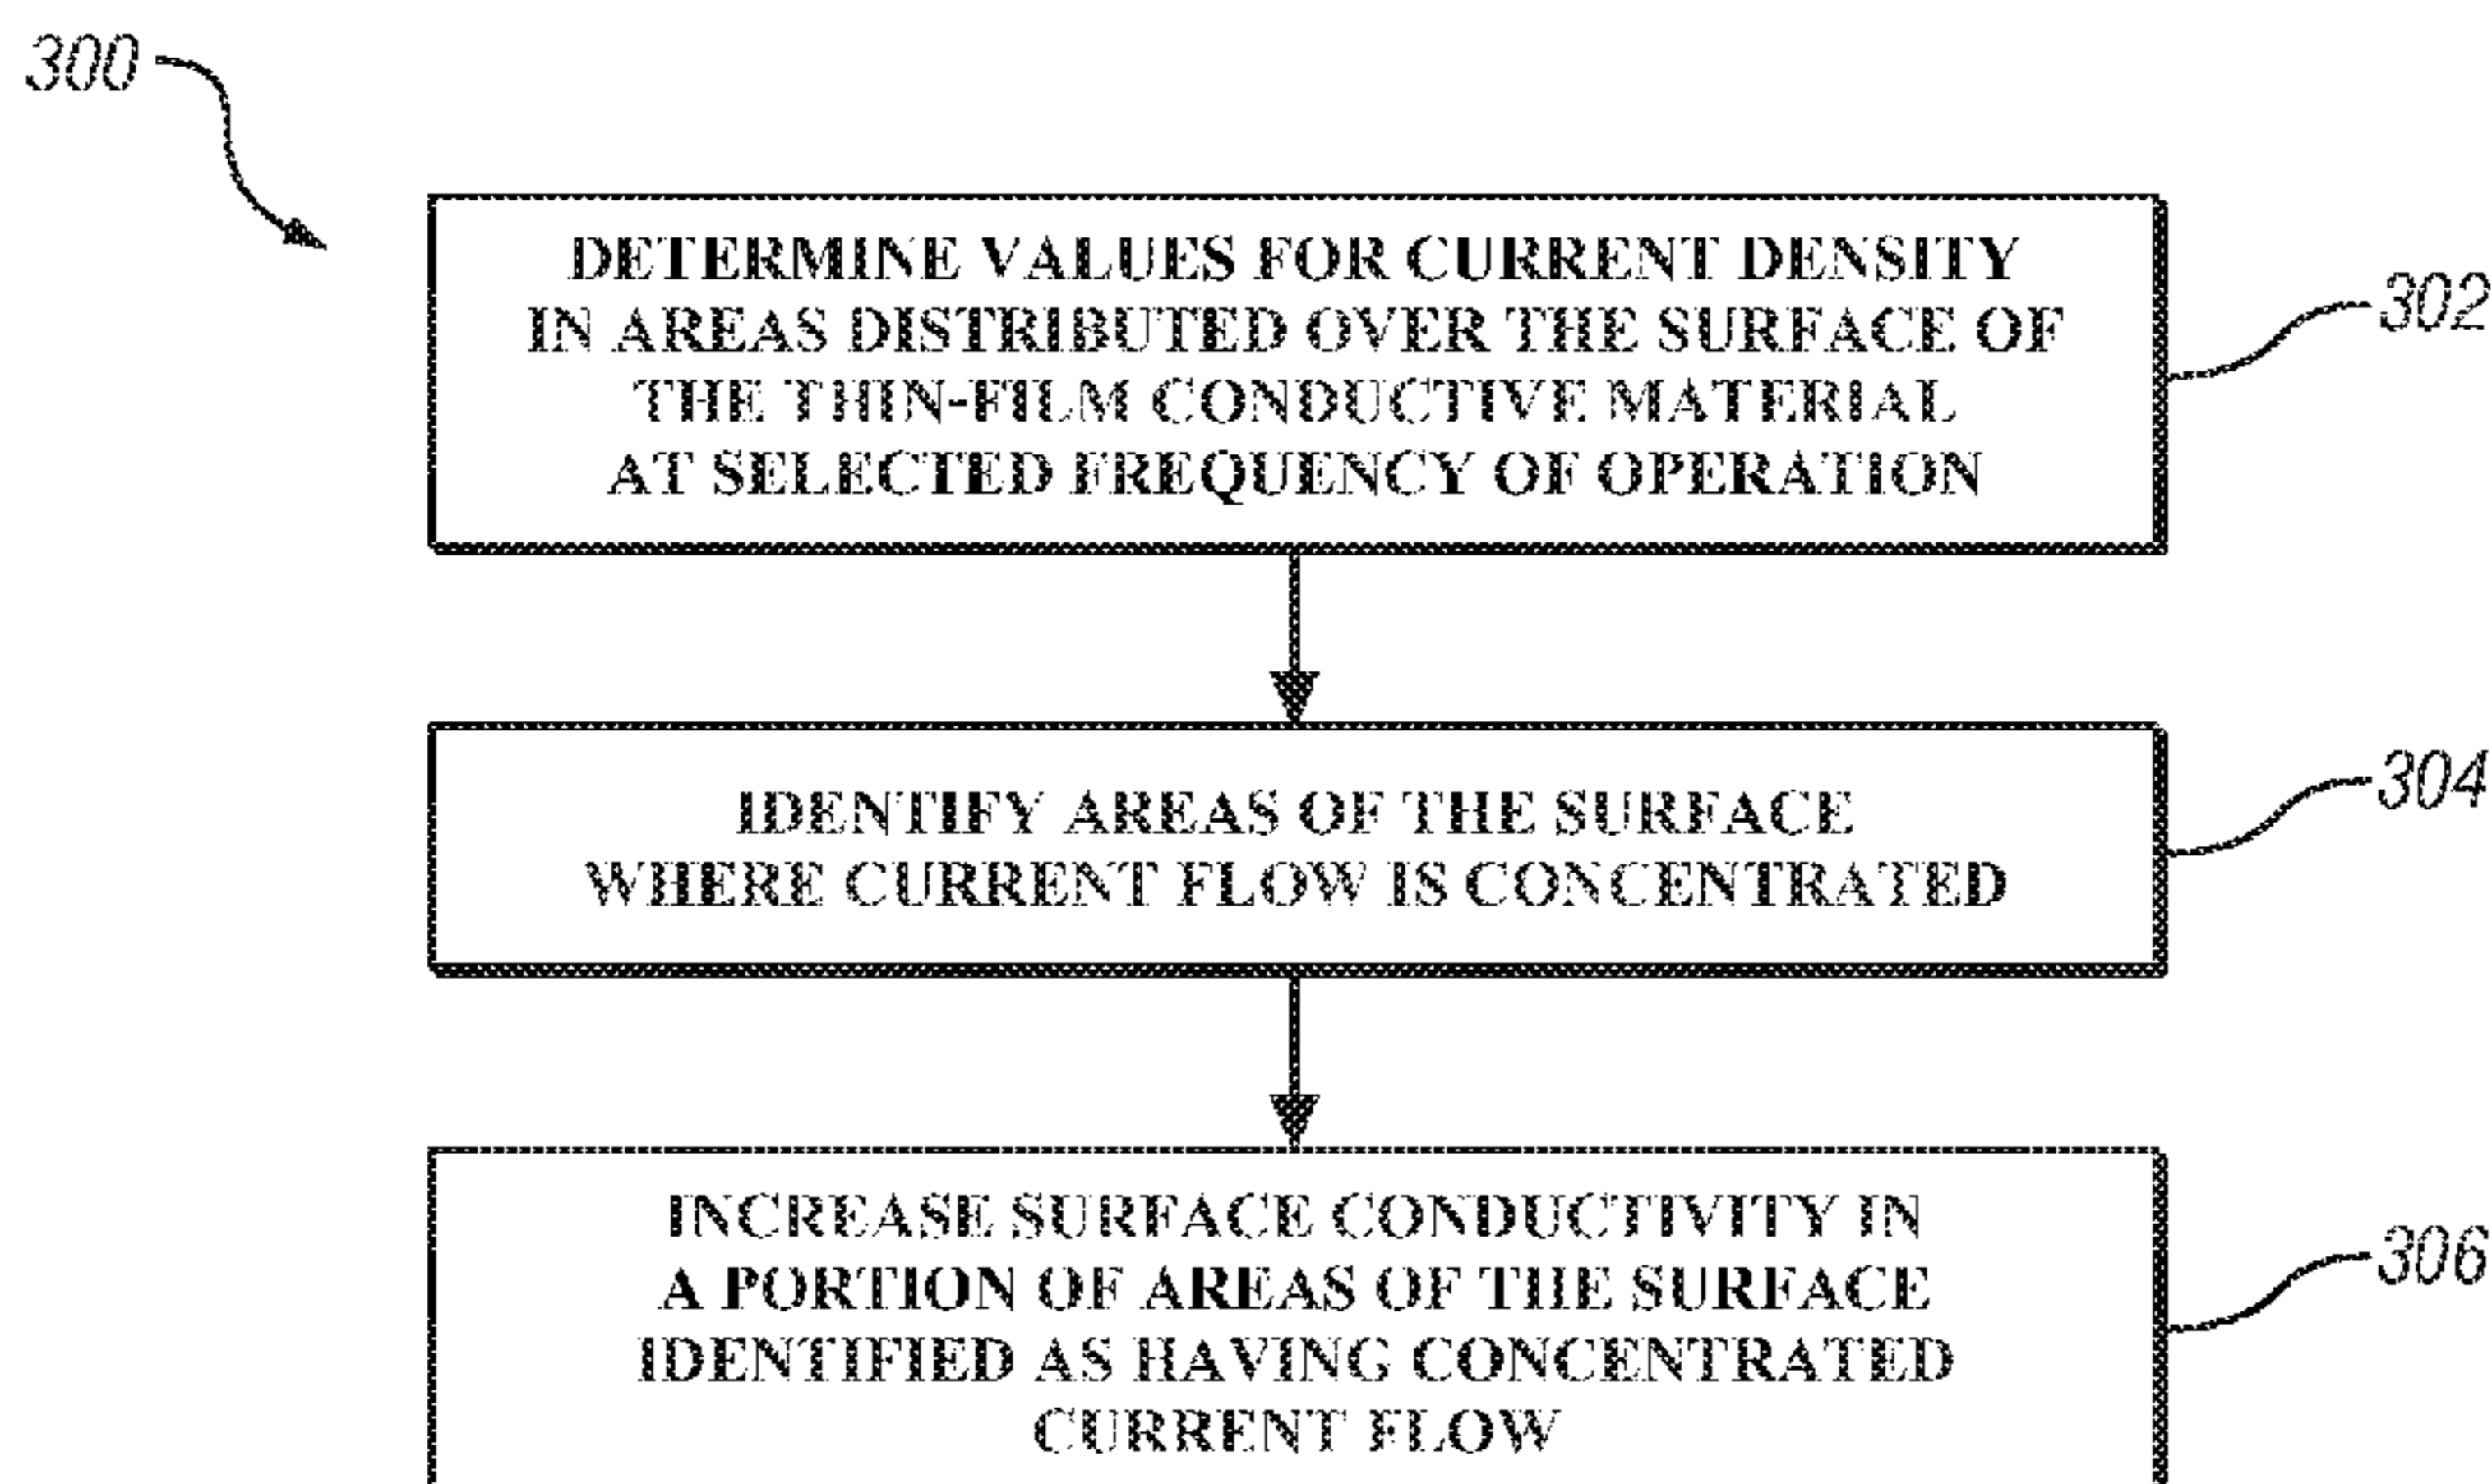 300
DETERMINE VALUES FOR CURRENT DENSITY
IN AREAS DISTRIBUTED OVER THE SURFACE OF
THE THIN-FILM CONDUCTIVE MATERIAL
AT SELECTED FREQUENCY OF OPERATION
302
IDENTIFY AREAS OF THE SURFACE
WHERE CURRENT FLOW IS CONCENTRATED
304
INCREASE SURFACE CONDUCTIVITY IN
A PORTION OF AREAS OF THE SURFACE
IDENTIFIED AS HAVING CONCENTRATED
CURRENT FLOW
306